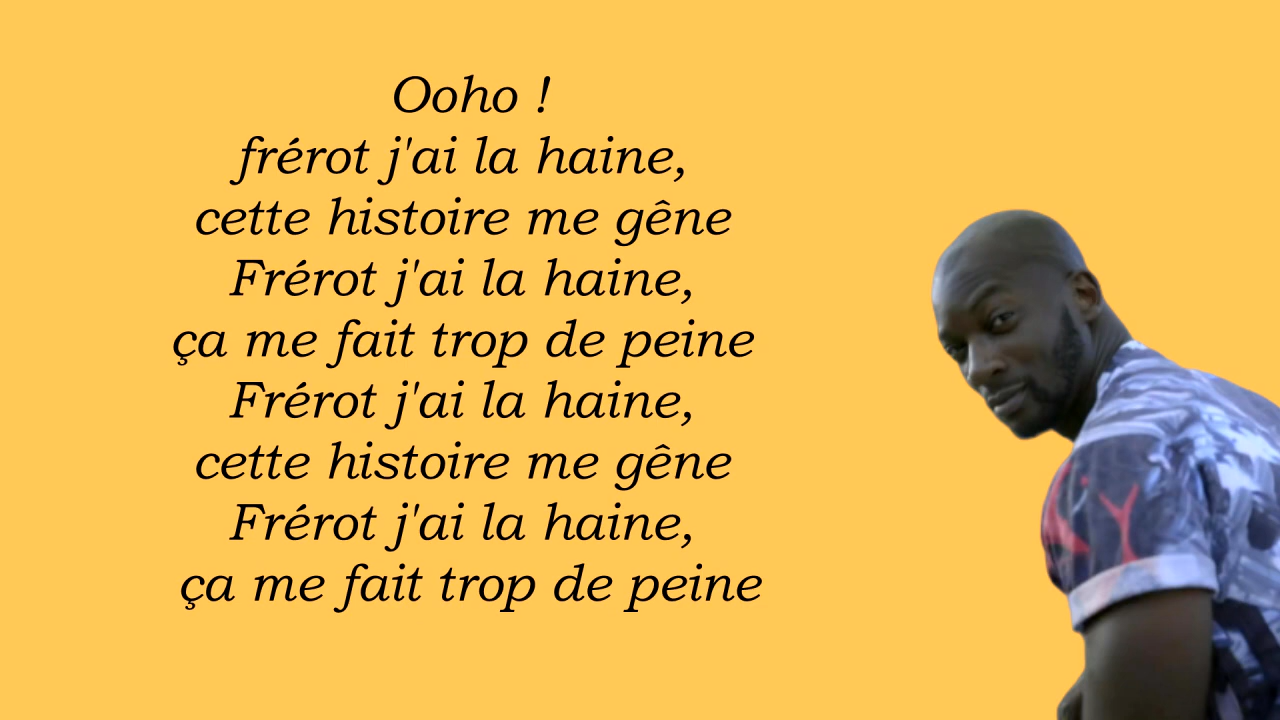 Ooho !
frérot j'ai la haine,
cette histoire me gêne
Frérot j'ai la haine,
ça me fait trop de peine
Frérot j'ai la haine,
cette histoire me gêne
Frérot j'ai la haine,
ça me fait trop de peine